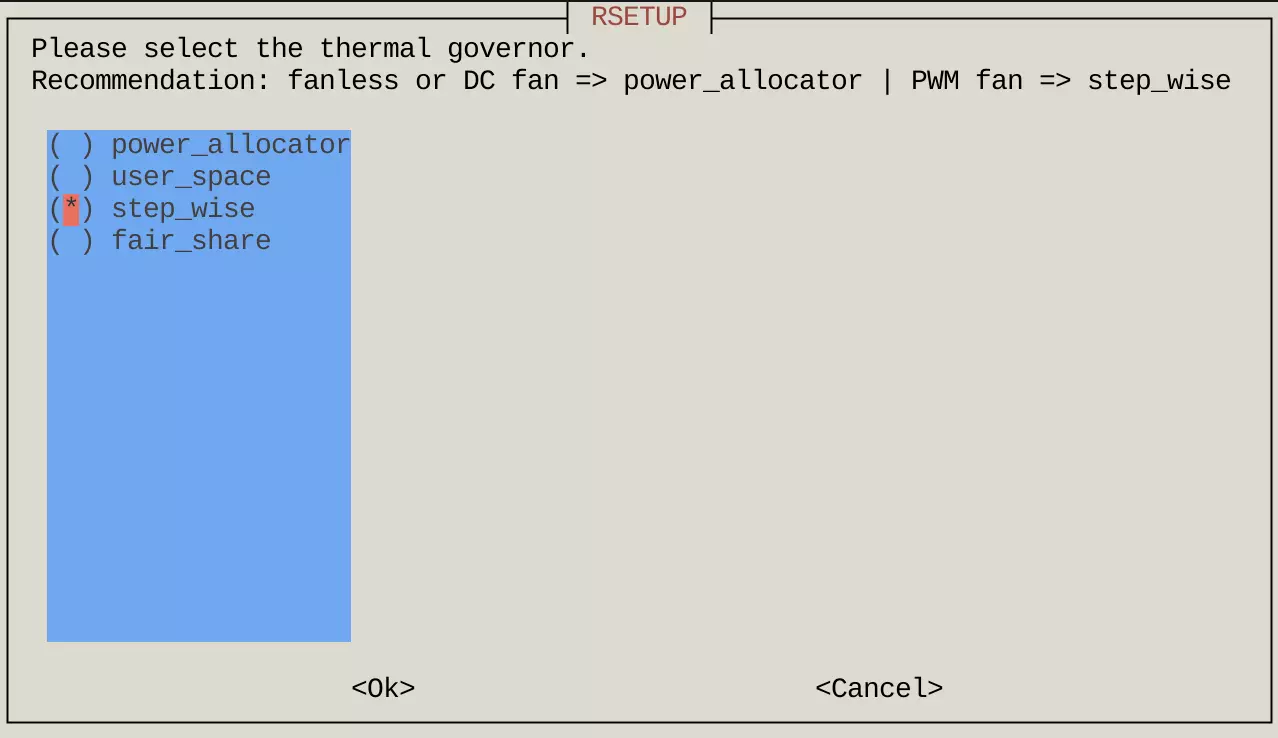 RSETUP
Please select the thermal governor.
Recommendation: fanless or DC fan => power_allocator | PWM fan => step_wise
( ) power_allocator
( ) user_space
(*) step_wise
( ) fair_share
<Ok> <Cancel>